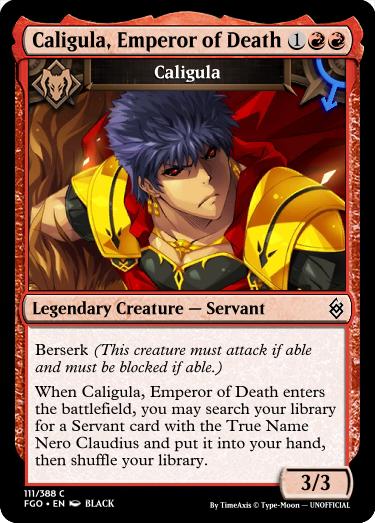 Caligula, Emperor of Death 1
Caligula
Legendary Creature — Servant
Berserk (This creature must attack if able
and must be blocked if able.)
When Caligula, Emperor of Death enters
the battlefield, you may search your library
for a Servant card with the True Name
Nero Claudius and put it into your hand,
then shuffle your library.
3/3
111/388 C
FGO • EN BLACK
By TimeAxis © Type-Moon — UNOFFICIAL